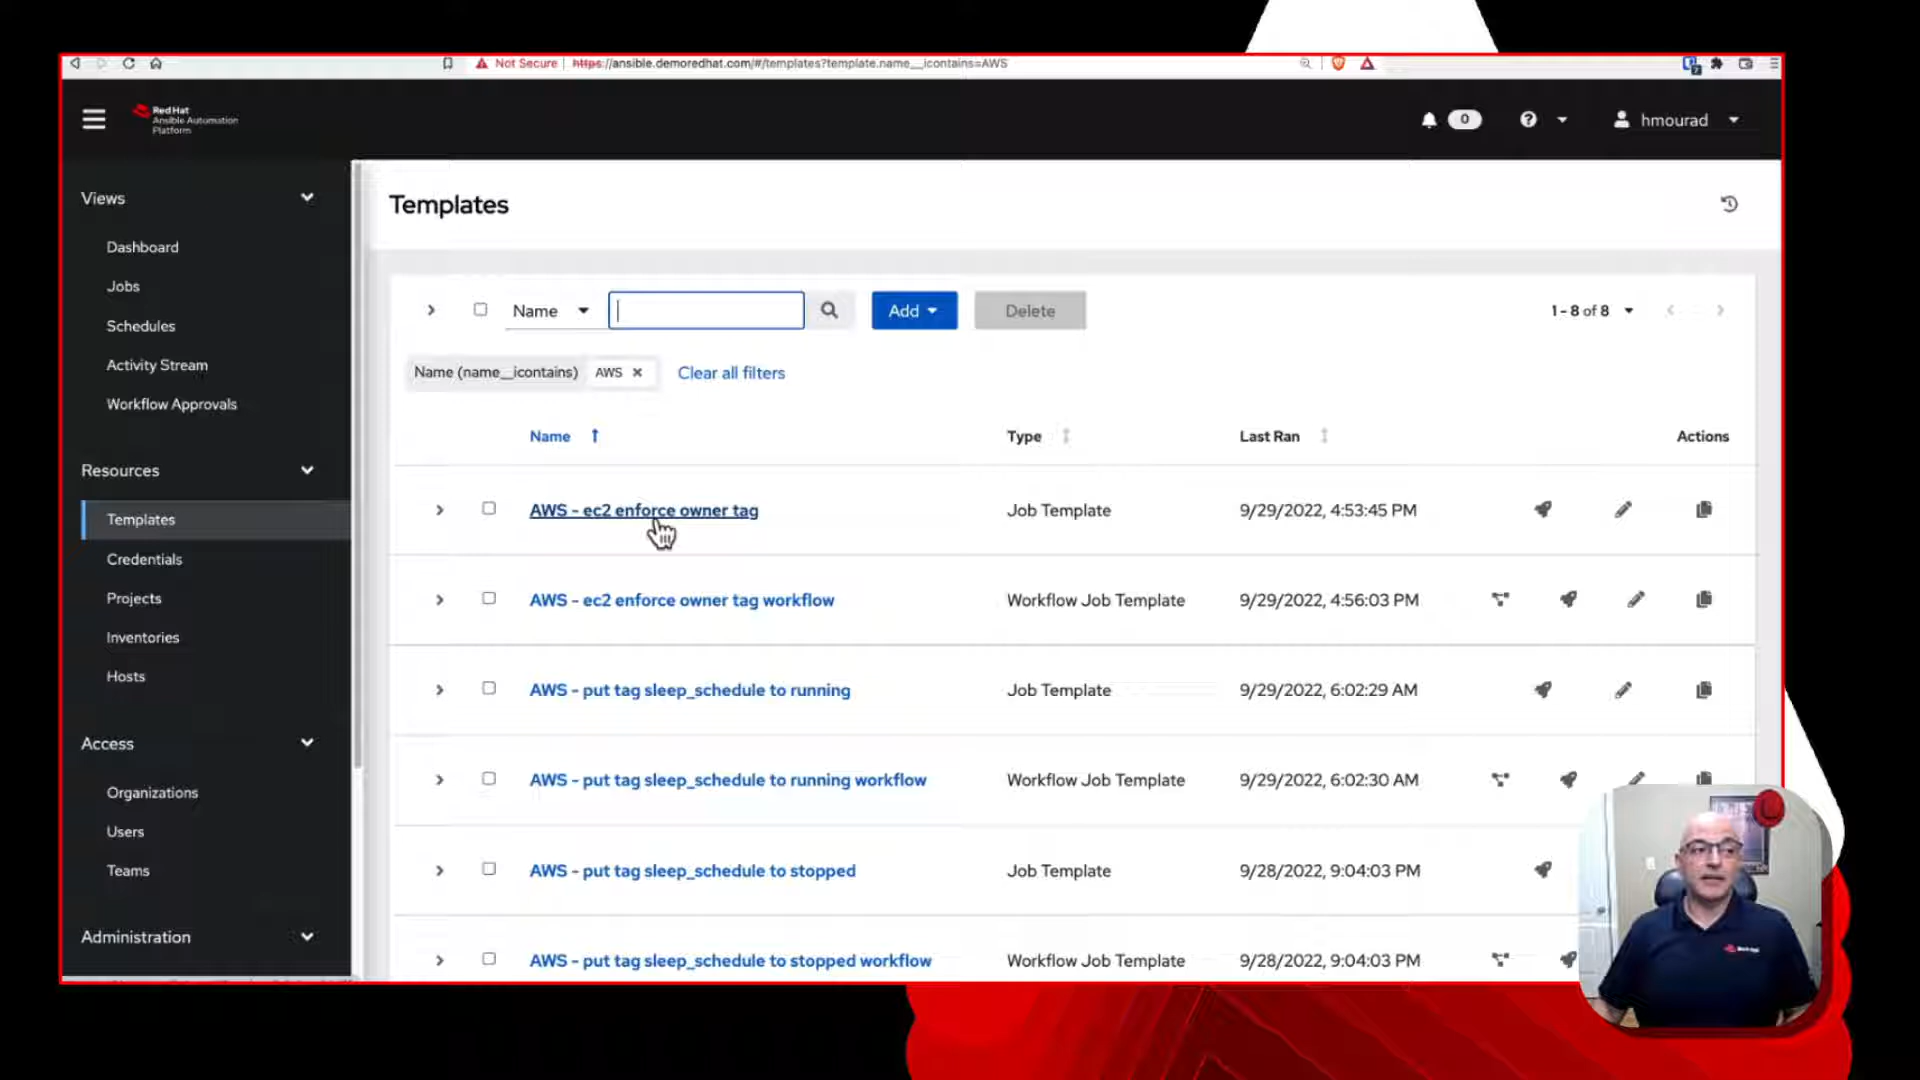 Not Secure https://ansible.demoredhat.com/#/templates?template.name__icontains=AWS
Red Hat
Ansible Automation
Platform
0
hmourad
Views
Dashboard
Jobs
Schedules
Activity Stream
Workflow Approvals
Resources
Templates
Credentials
Projects
Inventories
Hosts
Access
Organizations
Users
Teams
Administration
Templates
Name
Add
Delete
1 - 8 of 8
Name (name__icontains) AWS
Clear all filters
Name Type Last Ran Actions
AWS - ec2 enforce owner tag Job Template 9/29/2022, 4:53:45 PM
AWS - ec2 enforce owner tag workflow Workflow Job Template 9/29/2022, 4:56:03 PM
AWS - put tag sleep_schedule to running Job Template 9/29/2022, 6:02:29 AM
AWS - put tag sleep_schedule to running workflow Workflow Job Template 9/29/2022, 6:02:30 AM
AWS - put tag sleep_schedule to stopped Job Template 9/28/2022, 9:04:03 PM
AWS - put tag sleep_schedule to stopped workflow Workflow Job Template 9/28/2022, 9:04:03 PM
Red Hat